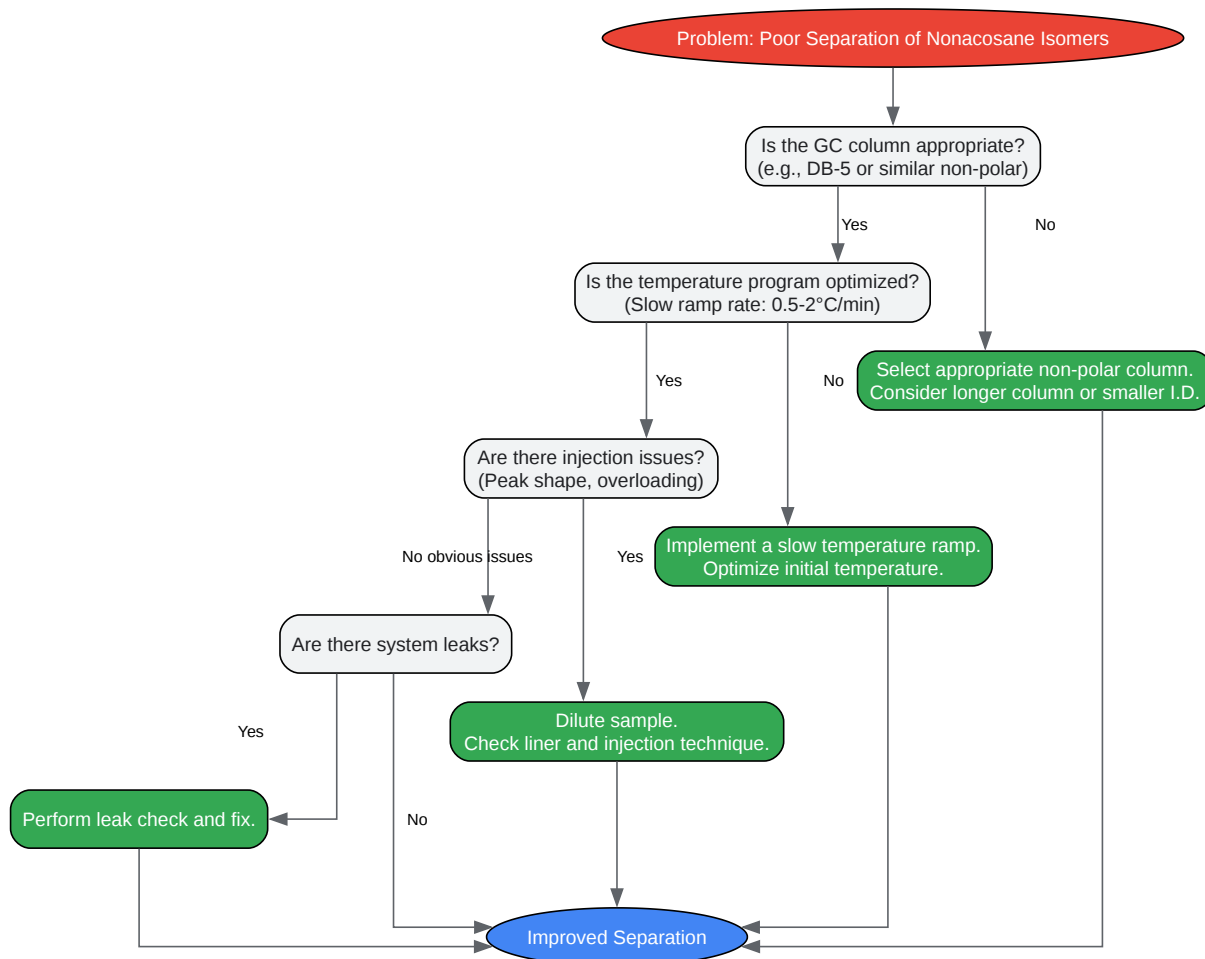 Problem: Poor Separation of Nonacosane Isomers
Is the GC column appropriate?
(e.g., DB-5 or similar non-polar)
Yes
No
Is the temperature program optimized?
(Slow ramp rate: 0.5-2°C/min)
Yes
No
Select appropriate non-polar column.
Consider longer column or smaller I.D.
Are there injection issues?
(Peak shape, overloading)
No obvious issues
Yes
Implement a slow temperature ramp.
Optimize initial temperature.
Are there system leaks?
Dilute sample.
Check liner and injection technique.
Yes
No
Perform leak check and fix.
Improved Separation